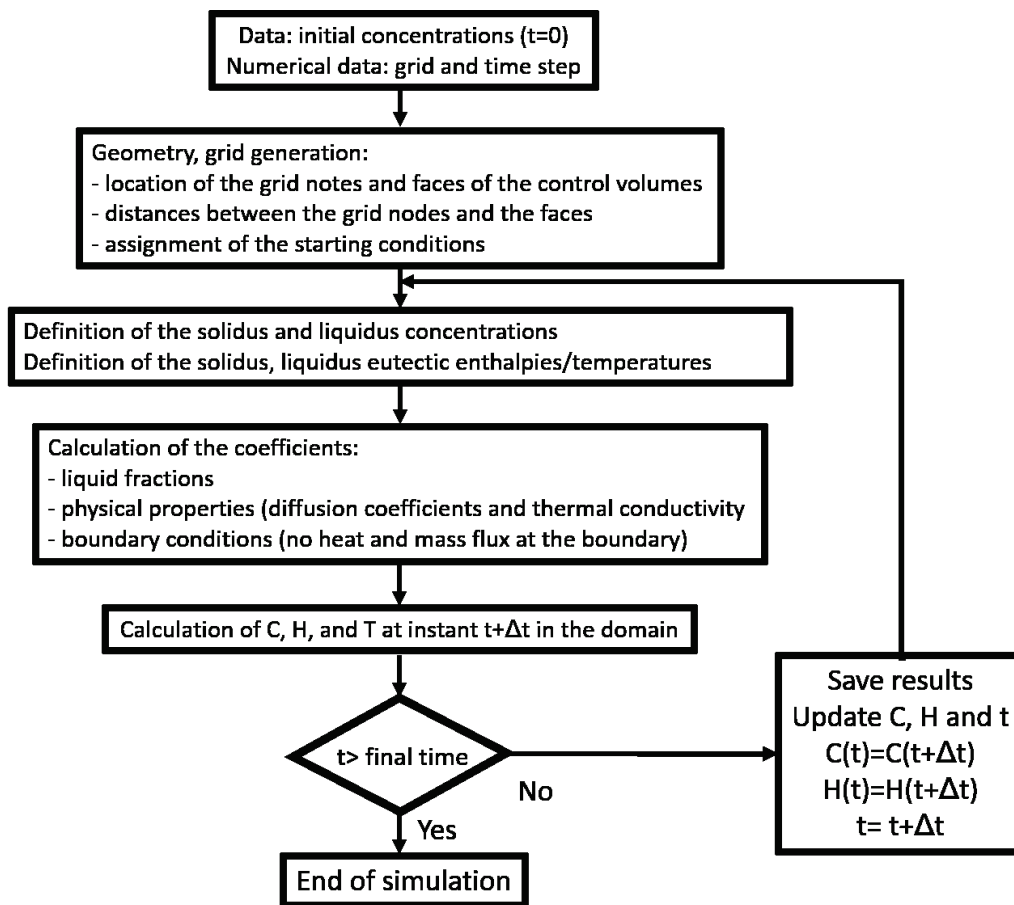 Data: initial concentrations (t=0)
Numerical data: grid and time step
Geometry, grid generation:
- location of the grid notes and faces of the control volumes
- distances between the grid nodes and the faces
- assignment of the starting conditions
Definition of the solidus and liquidus concentrations
Definition of the solidus, liquidus eutectic enthalpies/temperatures
Calculation of the coefficients:
- liquid fractions
- physical properties (diffusion coefficients and thermal conductivity
- boundary conditions (no heat and mass flux at the boundary)
Calculation of C, H, and T at instant t+Δt in the domain
t> final time
No
Yes
Save results
Update C, H and t
C(t)=C(t+Δt)
H(t)=H(t+Δt)
t= t+Δt
End of simulation